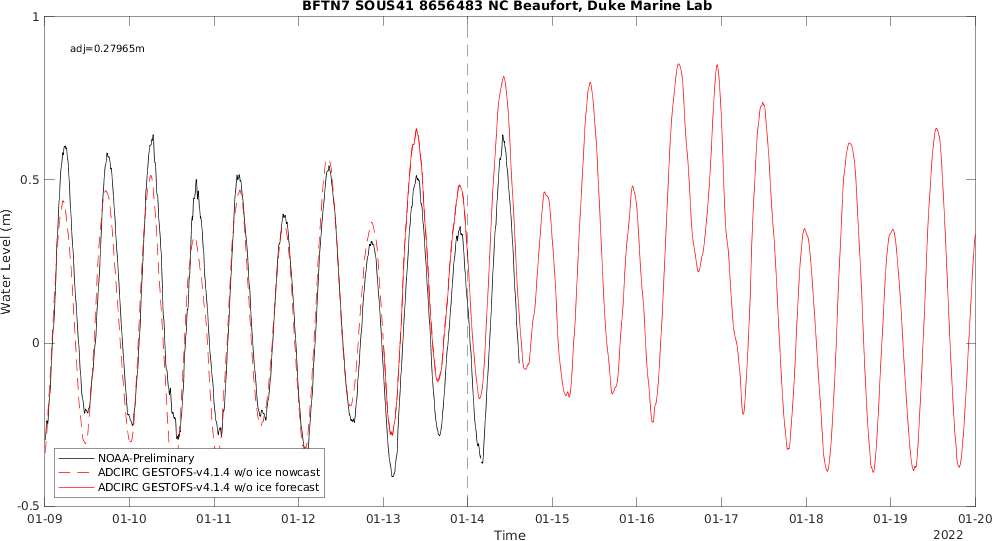 BFTN7 SOUS41 8656483 NC Beaufort, Duke Marine Lab
adj=0.27965m
1
0.5
0
-0.5
Water Level (m)
NOAA-Preliminary
ADCIRC GESTOFS-v4.1.4 w/o ice nowcast
ADCIRC GESTOFS-v4.1.4 w/o ice forecast
01-09 01-10 01-11 01-12 01-13 01-14 01-15 01-16 01-17 01-18 01-19 01-20
Time
2022